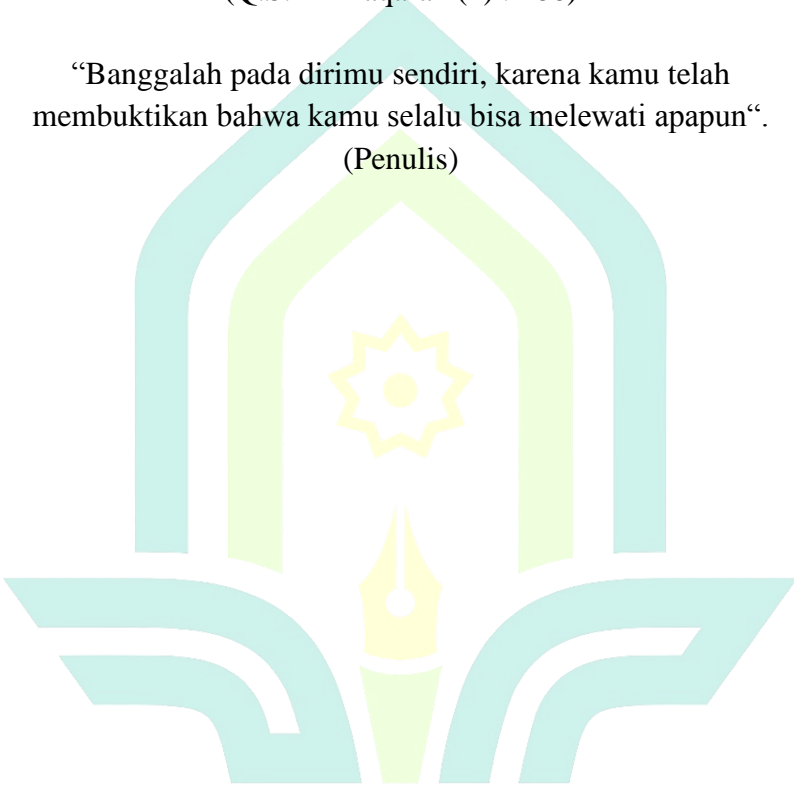 “Banggalah pada dirimu sendiri, karena kamu telah
membuktikan bahwa kamu selalu bisa melewati apapun“.
(Penulis)